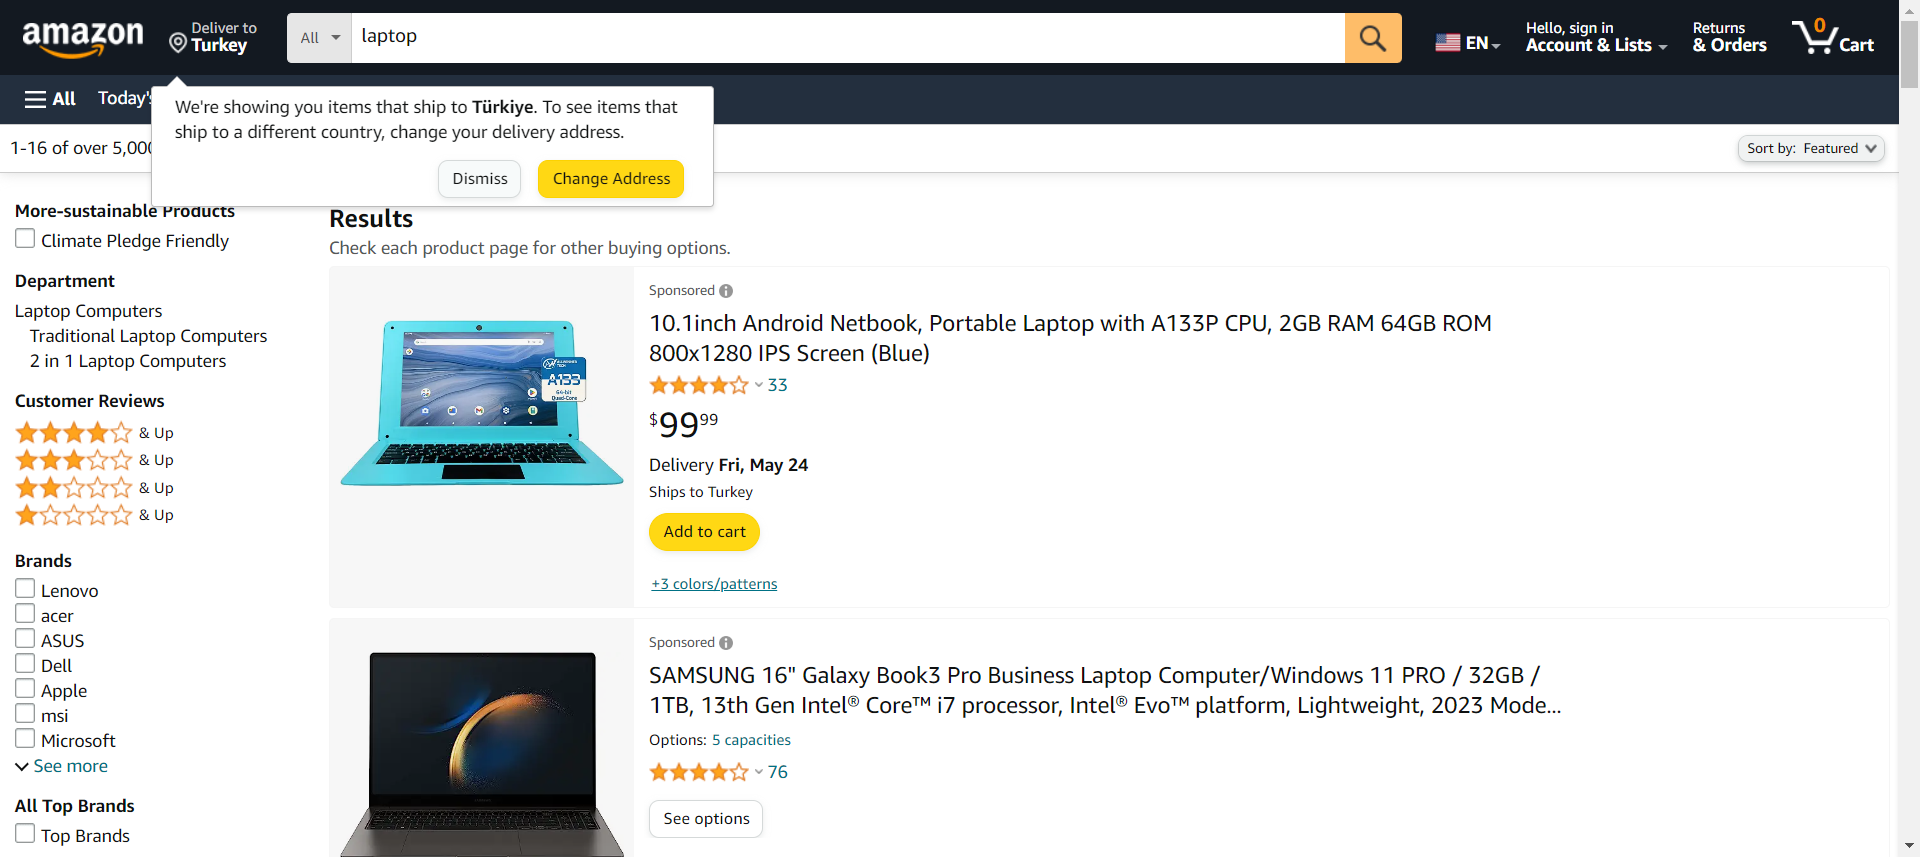 amazon
Deliver to
Turkey
All
laptop
EN
Hello, sign in
Account & Lists
Returns
& Orders
0
Cart
All
Today's
We're showing you items that ship to Türkiye. To see items that
ship to a different country, change your delivery address.
Dismiss
Change Address
1-16 of over 5,000
Sort by: Featured
More-sustainable Products
Climate Pledge Friendly
Department
Laptop Computers
Traditional Laptop Computers
2 in 1 Laptop Computers
Customer Reviews
& Up
& Up
& Up
& Up
Brands
Lenovo
acer
ASUS
Dell
Apple
msi
Microsoft
See more
All Top Brands
Top Brands
Results
Check each product page for other buying options.
A133
64-bit
Quad-Core
Sponsored
10.1inch Android Netbook, Portable Laptop with A133P CPU, 2GB RAM 64GB ROM
800x1280 IPS Screen (Blue)
33
$99.99
Delivery Fri, May 24
Ships to Turkey
Add to cart
+3 colors/patterns
Sponsored
SAMSUNG 16" Galaxy Book3 Pro Business Laptop Computer/Windows 11 PRO / 32GB /
1TB, 13th Gen Intel® Core™ i7 processor, Intel® Evo™ platform, Lightweight, 2023 Mode...
Options: 5 capacities
76
See options